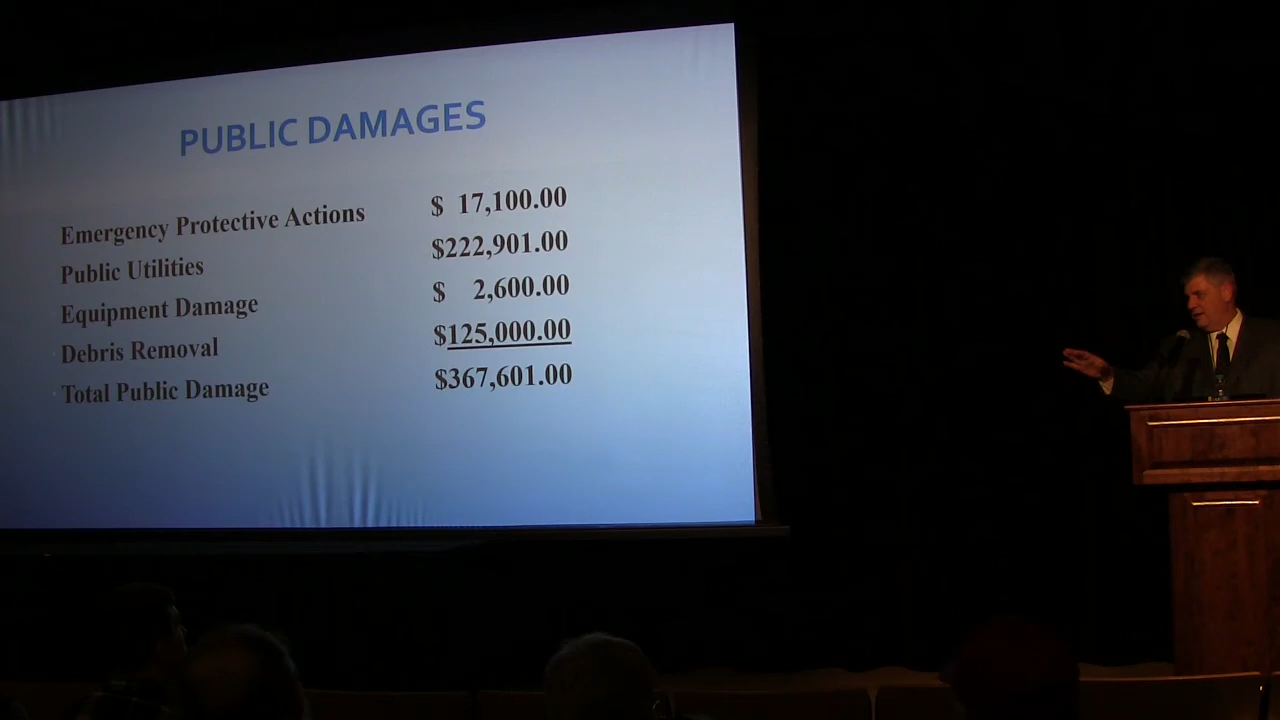 PUBLIC DAMAGES
Emergency Protective Actions $ 17,100.00
Public Utilities $222,901.00
Equipment Damage $ 2,600.00
Debris Removal $125,000.00
Total Public Damage $367,601.00